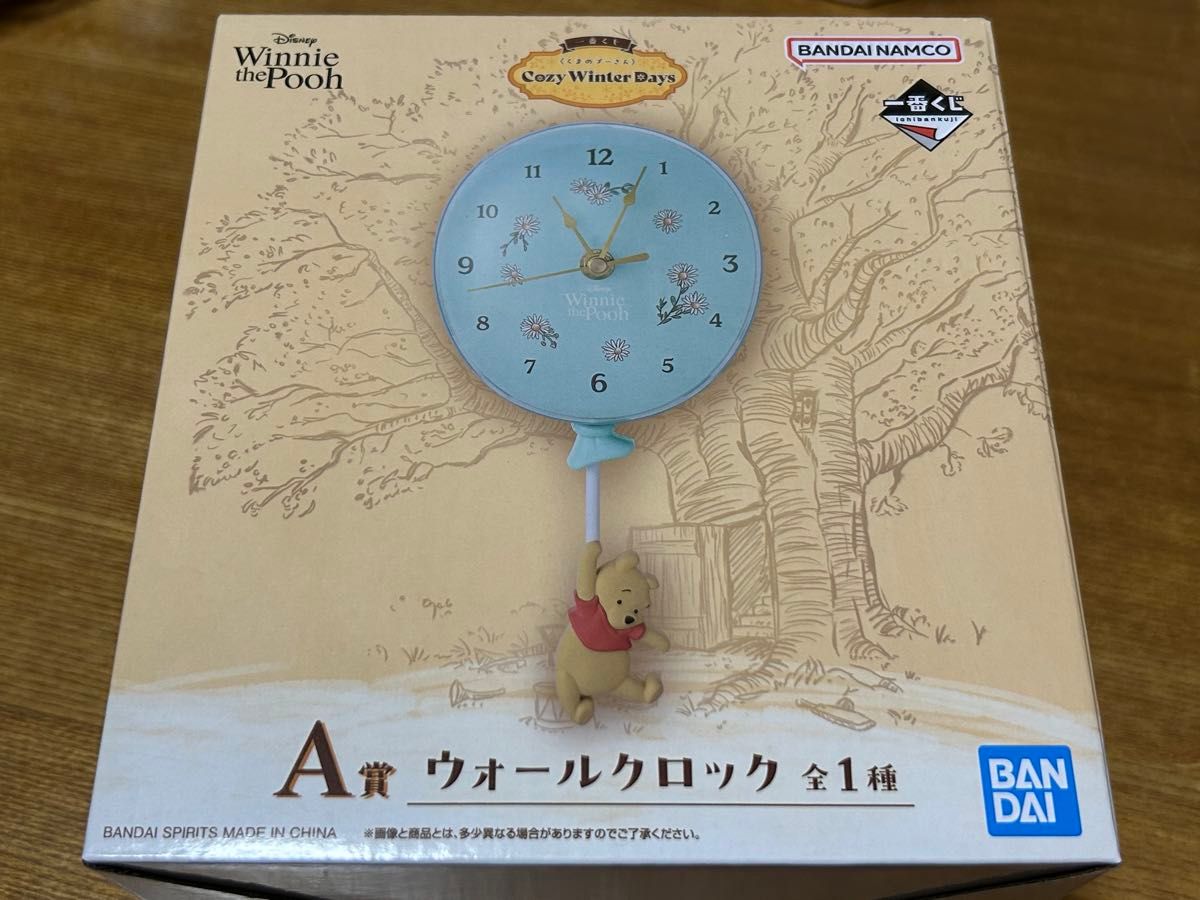 Disney
Winnie
the Pooh
一番くじ
《くまのプーさん》
Cozy Winter Days
BANDAI NAMCO
一番くじ
ichibankuji
12
11
1
10
2
9
3
Disney
Winnie
the Pooh
8
4
7
5
6
A賞 ウォールクロック 全1種
BAN
DAI
BANDAI SPIRITS MADE IN CHINA ※画像と商品とは、多少異なる場合がありますのでご了承ください。